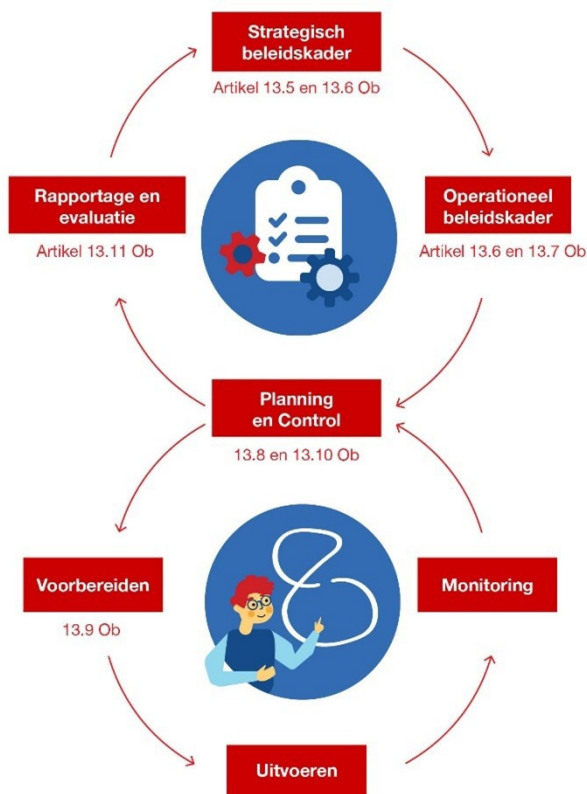 Strategisch
beleidskader
Artikel 13.5 en 13.6 Ob
Rapportage en
evaluatie
Artikel 13.11 Ob
Operationeel
beleidskader
Artikel 13.6 en 13.7 Ob
Planning
en Control
13.8 en 13.10 Ob
Voorbereiden
13.9 Ob
Monitoring
Uitvoeren